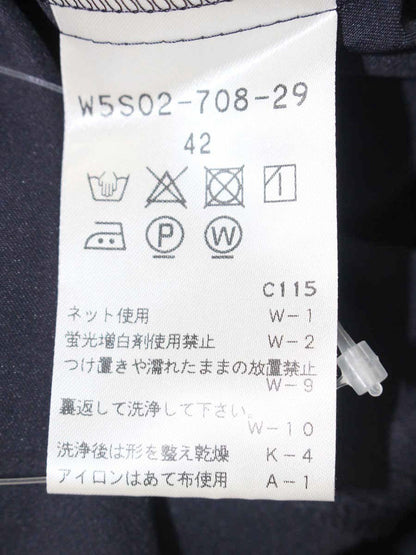 W5S02-708-29
42
P W
C115
ネット使用 W-1
蛍光増白剤使用禁止 W-2
つけ置きや濡れたままの放置禁止
W-9
裏返して洗浄して下さい。
W-10
洗浄後は形を整え乾燥 K-4
アイロンはあて布使用 A-1